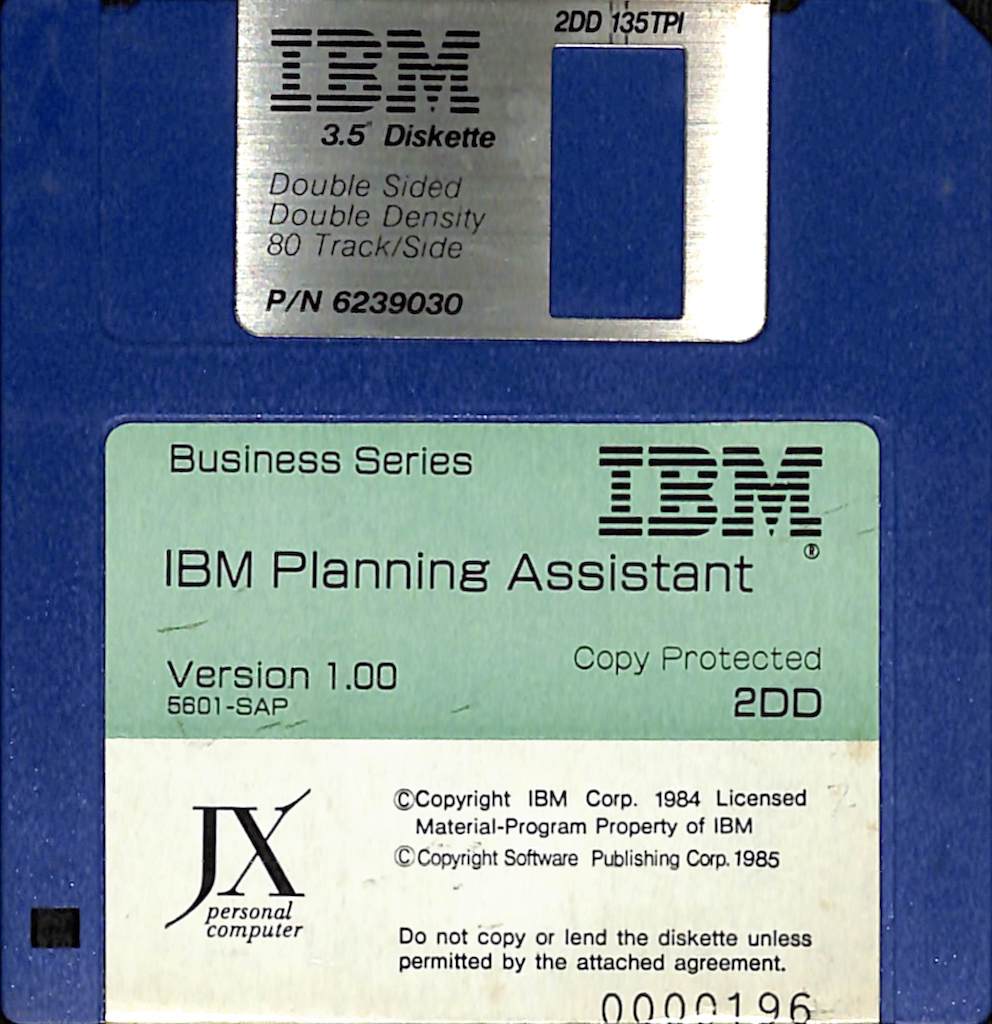 2DD 135TPI
IBM
3.5" Diskette
Double Sided
Double Density
80 Track/Side
P/N 6239030
Business Series
IBM®
IBM Planning Assistant
Version 1.00
5601-SAP
Copy Protected
2DD
JX
personal
computer
©Copyright IBM Corp. 1984 Licensed
Material-Program Property of IBM
©Copyright Software Publishing Corp. 1985
Do not copy or lend the diskette unless
permitted by the attached agreement.
0000196